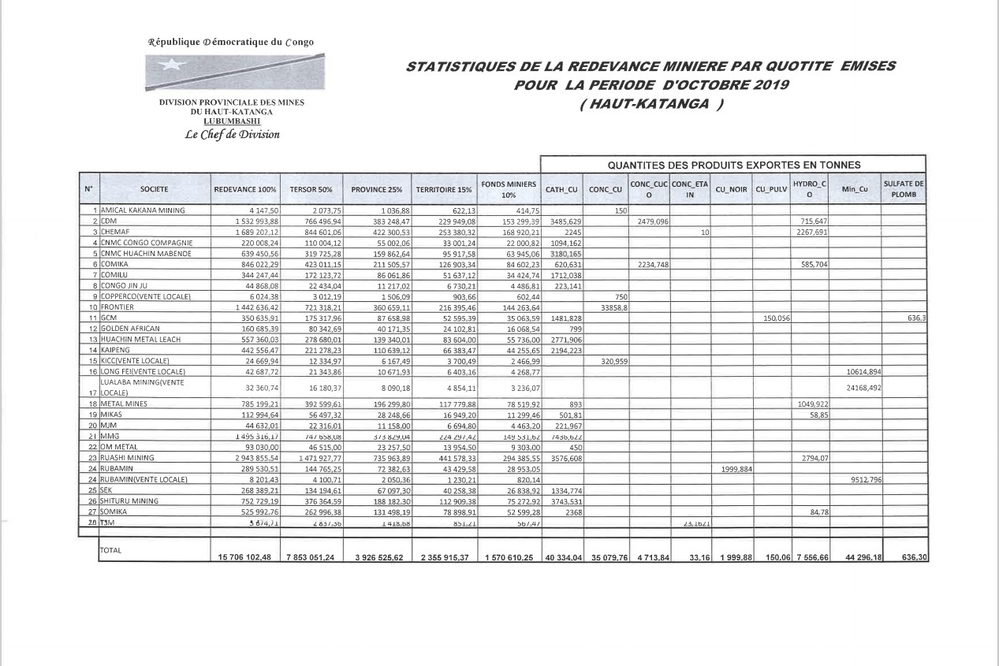 République Démocratique du Congo
DIVISION PROVINCIALE DES MINES
DU HAUT-KATANGA
LUBUMBASHI
Le Chef de Division
STATISTIQUES DE LA REDEVANCE MINIERE PAR QUOTITE EMISES
POUR LA PERIODE D'OCTOBRE 2019
( HAUT-KATANGA )
QUANTITES DES PRODUITS EXPORTES EN TONNES
N° SOCIETE REDEVANCE 100% TERSOR 50% PROVINCE 25% TERRITOIRE 15% FONDS MINIERS 10% CATH_CU CONC_CU CONC_CUCO CONC_ETAIN CU_NOIR CU_PULV HYDRO_CO Min_Cu SULFATE DE PLOMB
1 AMICAL KAKANA MINING 4 147,50 2 073,75 1 036,88 622,13 414,75 150
2 CDM 1 532 993,88 766 496,94 383 248,47 229 949,08 153 299,39 3485,629 2479,096 715,647
3 CHEMAF 1 689 202,12 844 601,06 422 300,53 253 380,32 168 920,21 2245 10 2267,691
4 CNMC CONGO COMPAGNIE 220 008,24 110 004,12 55 002,06 33 001,24 22 000,82 1094,162
5 CNMC HUACHIN MABENDE 639 450,56 319 725,28 159 862,64 95 917,58 63 945,06 3180,165
6 COMIKA 846 022,29 423 011,15 211 505,57 126 903,34 84 602,23 620,631 2234,748 585,704
7 COMILU 344 247,44 172 123,72 86 061,86 51 637,12 34 424,74 1712,038
8 CONGO JIN JU 44 868,08 22 434,04 11 217,02 6 730,21 4 486,81 223,141
9 COPPERCO(VENTE LOCALE) 6 024,38 3 012,19 1 506,09 903,66 602,44 750
10 FRONTIER 1 442 636,42 721 318,21 360 659,11 216 395,46 144 263,64 33858,8
11 GCM 350 635,91 175 317,96 87 658,98 52 595,39 35 063,59 1481,828 150,056 636,3
12 GOLDEN AFRICAN 160 685,39 80 342,69 40 171,35 24 102,81 16 068,54 799
13 HUACHIN METAL LEACH 557 360,03 278 680,01 139 340,01 83 604,00 55 736,00 2771,906
14 KAIPENG 442 556,47 221 278,23 110 639,12 66 383,47 44 255,65 2194,223
15 KICC(VENTE LOCALE) 24 669,94 12 334,97 6 167,49 3 700,49 2 466,99 320,959
16 LONG FEI(VENTE LOCALE) 42 687,72 21 343,86 10 671,93 6 403,16 4 268,77 10614,894
17 LUALABA MINING(VENTE LOCALE) 32 360,74 16 180,37 8 090,18 4 854,11 3 236,07 24168,492
18 METAL MINES 785 199,21 392 599,61 196 299,80 117 779,88 78 519,92 893 1049,922
19 MIKAS 112 994,64 56 497,32 28 248,66 16 949,20 11 299,46 501,81 58,85
20 MJM 44 632,01 22 316,01 11 158,00 6 694,80 4 463,20 221,967
21 MMG 1 495 316,17 747 658,08 373 829,04 224 297,42 149 531,62 7436,622
22 OM METAL 93 030,00 46 515,00 23 257,50 13 954,50 9 303,00 450
23 RUASHI MINING 2 943 855,54 1 471 927,77 735 963,89 441 578,33 294 385,55 3576,608 2794,07
24 RUBAMIN 289 530,51 144 765,25 72 382,63 43 429,58 28 953,05 1999,884
24 RUBAMIN(VENTE LOCALE) 8 201,43 4 100,71 2 050,36 1 230,21 820,14 9512,796
25 SEK 268 389,21 134 194,61 67 097,30 40 258,38 26 838,92 1334,774
26 SHITURU MINING 752 729,19 376 364,59 188 182,30 112 909,38 75 272,92 3743,531
27 SOMIKA 525 992,76 262 996,38 131 498,19 78 898,91 52 599,28 2368 84,78
28 T3M 5 674,71 2 837,36 1 418,68 851,21 567,47 23,1621
TOTAL 15 706 102,48 7 853 051,24 3 926 525,62 2 355 915,37 1 570 610,25 40 334,04 35 079,76 4 713,84 33,16 1 999,88 150,06 7 556,66 44 296,18 636,30